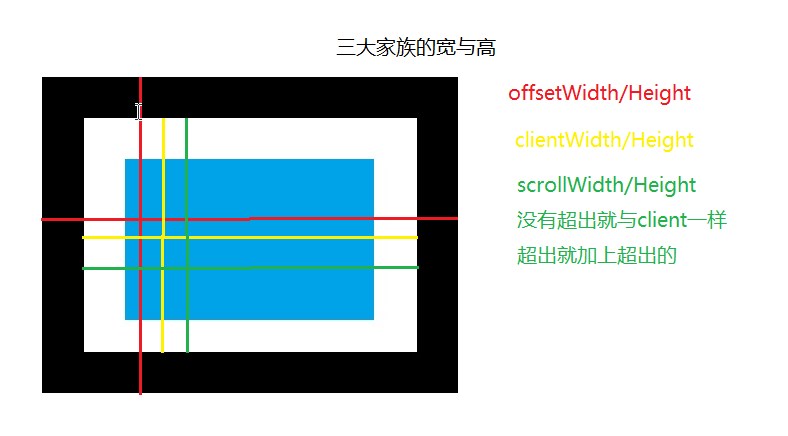 三大家族的宽与高
offsetWidth/Height
clientWidth/Height
scrollWidth/Height
没有超出就与client一样
超出就加上超出的